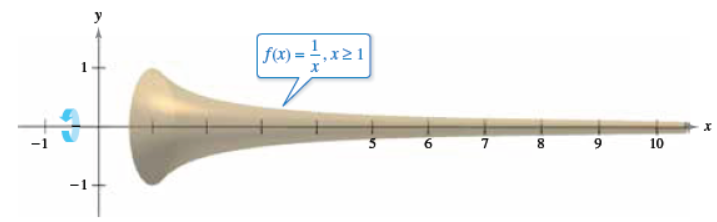 y
f(x) = 1/x, x ≥ 1
1
x
−1 5 6 7 8 9 10
−1